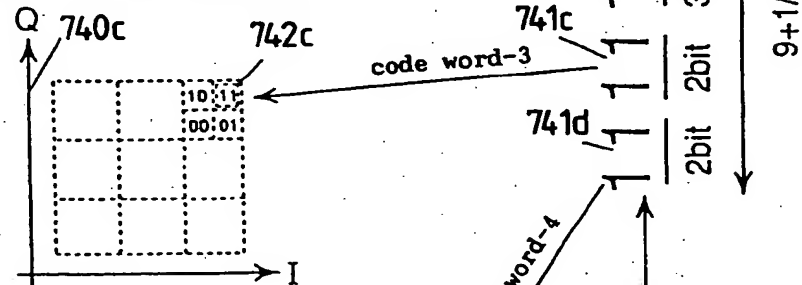 Q
740c
742c
741c
code word-3
10 11
00 01
2bit
741d
2bit
9+1/
word-4
I